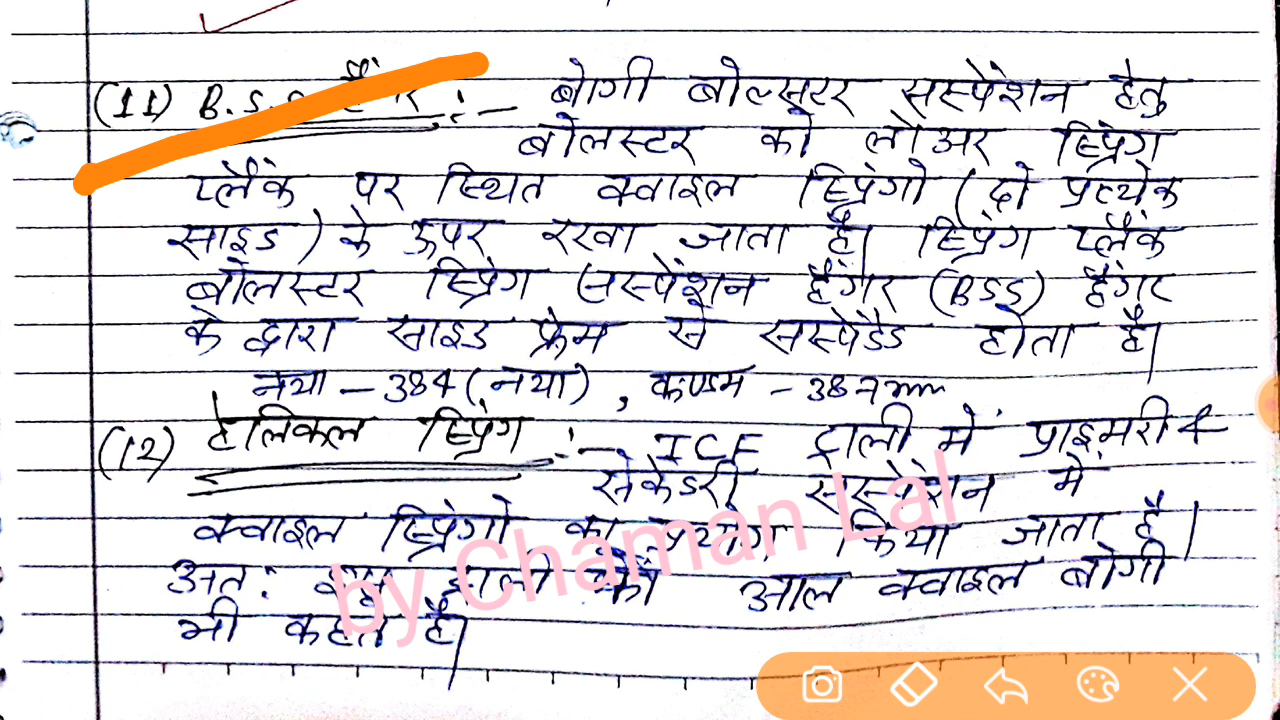 (11) B.S.S हैंगर :- बोगी बोल्सटर सस्पेंशन हेतु
बोलस्टर को लोअर स्प्रिंग
प्लैंक पर स्थित क्वाइल स्प्रिंगो (दो प्रत्येक
साइड) के ऊपर रखा जाता है। स्प्रिंग प्लैंक
बोलस्टर स्प्रिंग सस्पेंशन हैंगर (BSS) हैंगर
के द्वारा साइड फ्रेम से सस्पेंडेड होता है।
नया - 384 (नया), कण्डम - 387mm
(12) हेलिकल स्प्रिंग :- ICF ट्राली में प्राइमरी &
सेकेंडरी सस्पेंशन में
क्वाइल स्प्रिंगो का प्रयोग किया जाता है।
अत: इस ट्राली को आल क्वाइल बोगी
भी कहते है।
by Chaman Lal